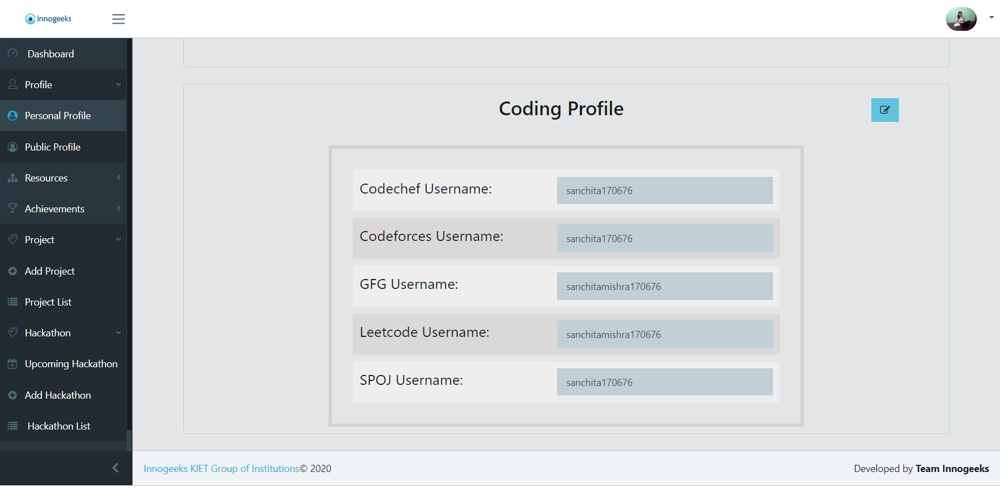 innogeeks
Dashboard
Profile
Personal Profile
Public Profile
Resources
Achievements
Project
Add Project
Project List
Hackathon
Upcoming Hackathon
Add Hackathon
Hackathon List
Coding Profile
Codechef Username: sanchita170676
Codeforces Username: sanchita170676
GFG Username: sanchitamishra170676
Leetcode Username: sanchitamishra170676
SPOJ Username: sanchita170676
Innogeeks KIET Group of Institutions© 2020
Developed by Team Innogeeks